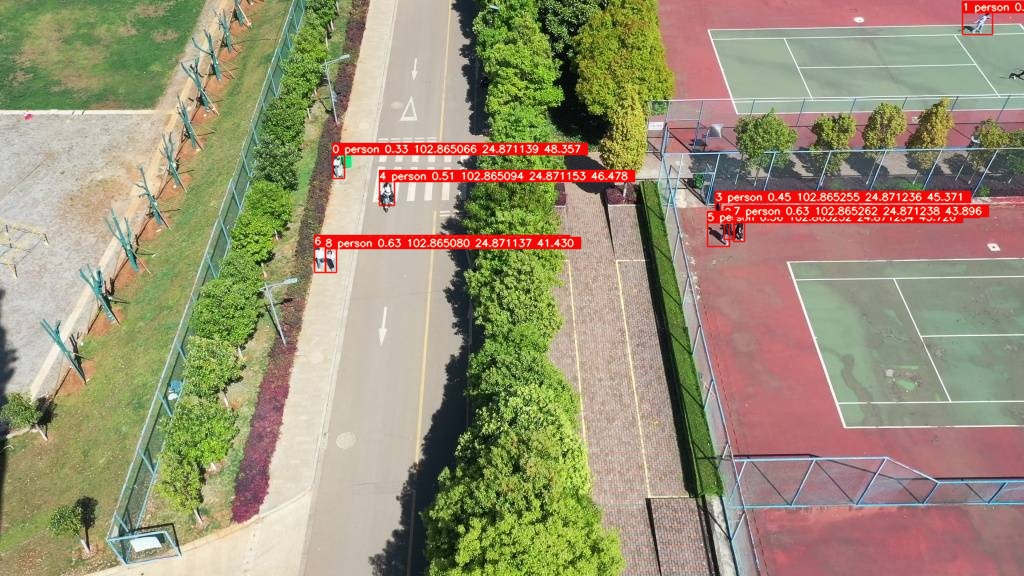 1 person 0.
0 person 0.33 102.865066 24.871139 48.357
4 person 0.51 102.865094 24.871153 46.478
3 person 0.45 102.865255 24.871236 45.371
7 person 0.63 102.865262 24.871238 43.896
5 person
6 8 person 0.63 102.865080 24.871137 41.430